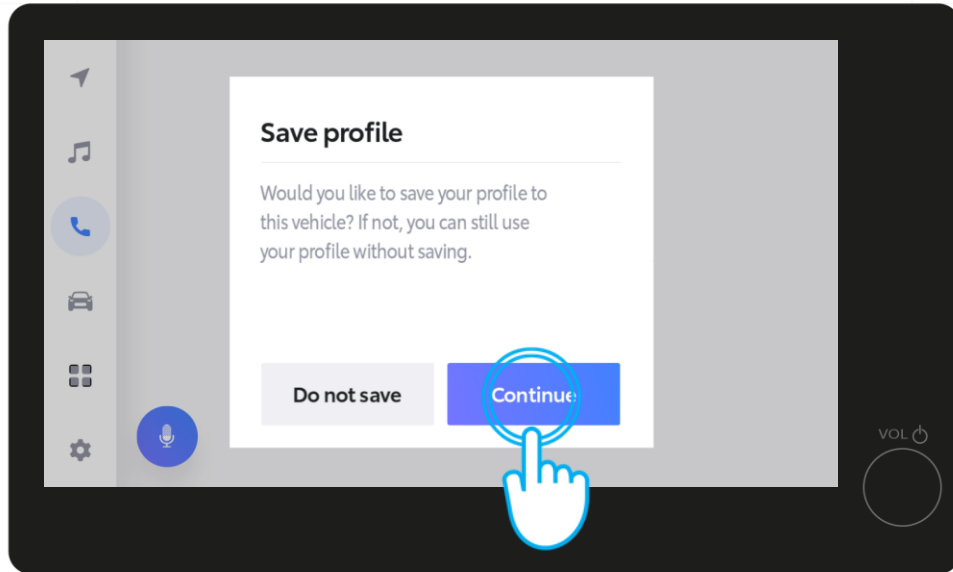 Save profile
Would you like to save your profile to
this vehicle? If not, you can still use
your profile without saving.
Do not save
Continue
VOL